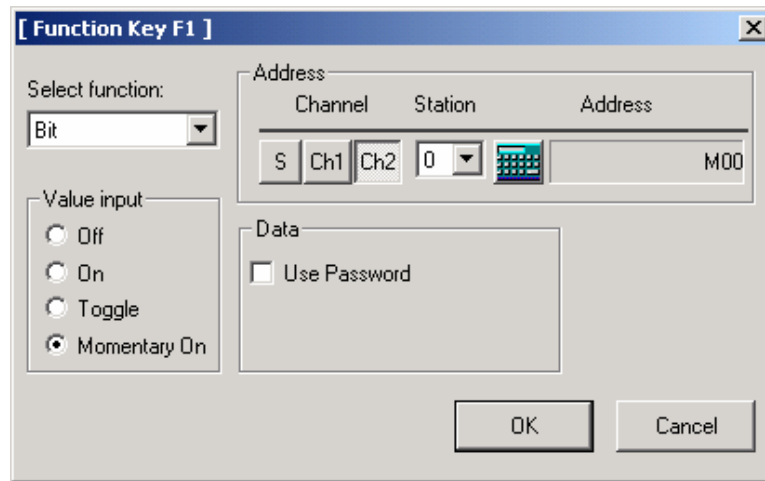 [ Function Key F1 ]
Select function:
Bit
Address
Channel Station Address
S Ch1 Ch2 0 M00
Value input
Off
On
Toggle
Momentary On
Data
Use Password
OK Cancel